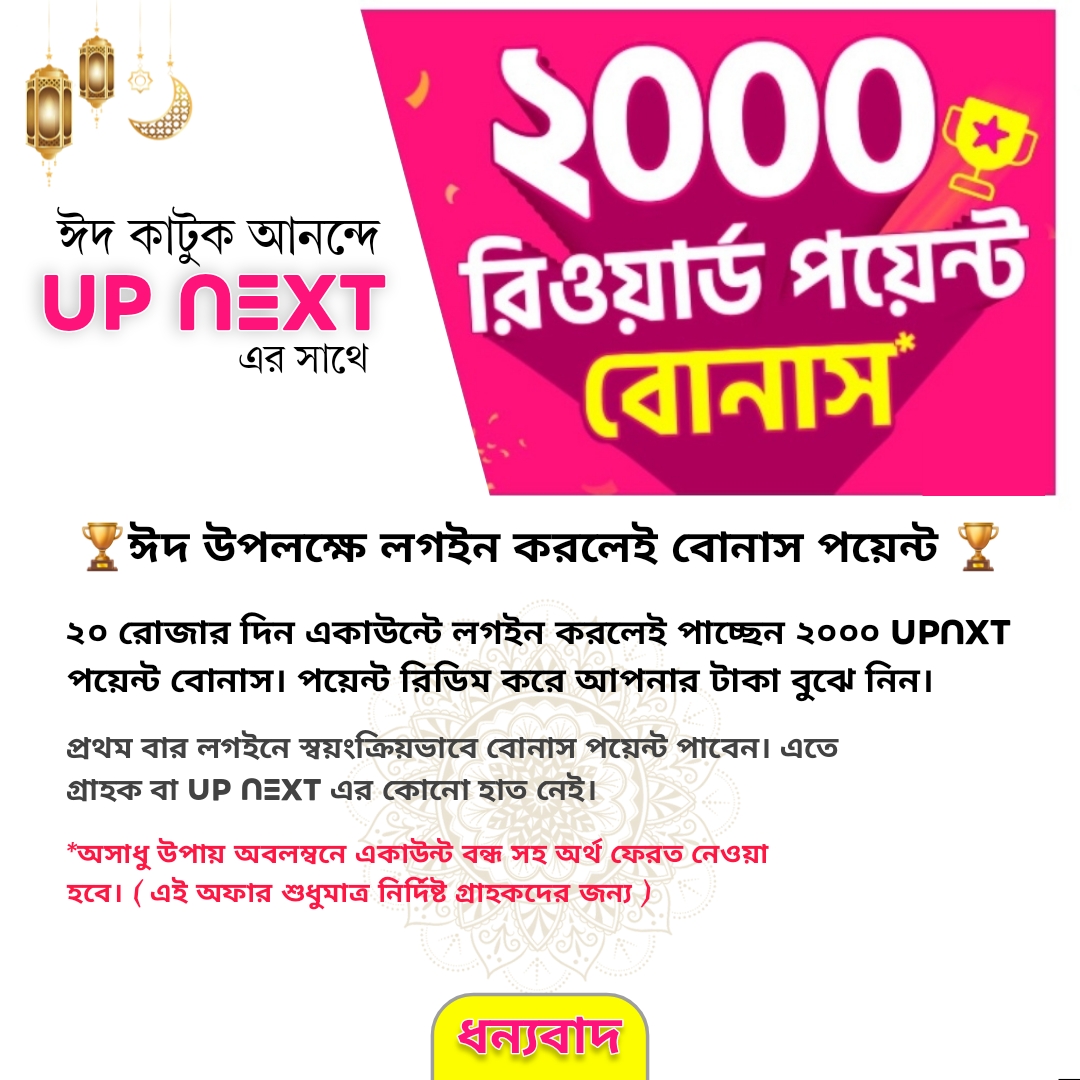 ঈদ কাটুক আনন্দে
UP NEXT
এর সাথে
২০০০
রিওয়ার্ড পয়েন্ট
বোনাস*
🏆ঈদ উপলক্ষে লগইন করলেই বোনাস পয়েন্ট 🏆
২০ রোজার দিন একাউন্টে লগইন করলেই পাচ্ছেন ২০০০ UPNXT
পয়েন্ট বোনাস। পয়েন্ট রিডিম করে আপনার টাকা বুঝে নিন।
প্রথম বার লগইনে স্বয়ংক্রিয়ভাবে বোনাস পয়েন্ট পাবেন। এতে
গ্রাহক বা UP NEXT এর কোনো হাত নেই।
*অসাধু উপায় অবলম্বনে একাউন্ট বন্ধ সহ অর্থ ফেরত নেওয়া
হবে। ( এই অফার শুধুমাত্র নির্দিষ্ট গ্রাহকদের জন্য )
ধন্যবাদ